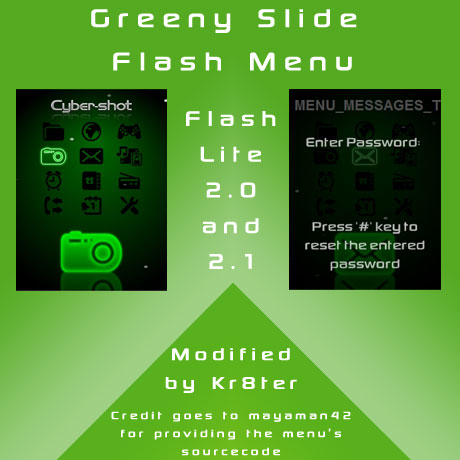 Greeny Slide
Flash Menu
Cyber-shot
Flash
Lite
2.0
and
2.1
MENU_MESSAGES_T
Enter Password:
Press '#' key to
reset the entered
password
Modified
by Kr8ter
Credit goes to mayaman42
for providing the menu's
sourcecode